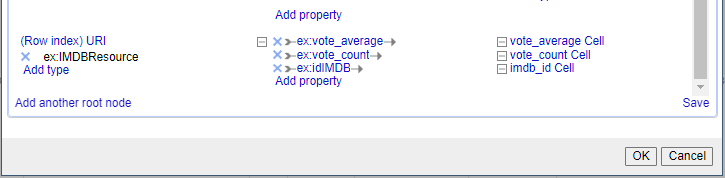 Add property
(Row index) URI
ex:vote_average
vote_average Cell
ex:IMDBResource
ex:vote_count
vote_count Cell
Add type
ex:idIMDB
imdb_id Cell
Add property
Add another root node
Save
OK
Cancel